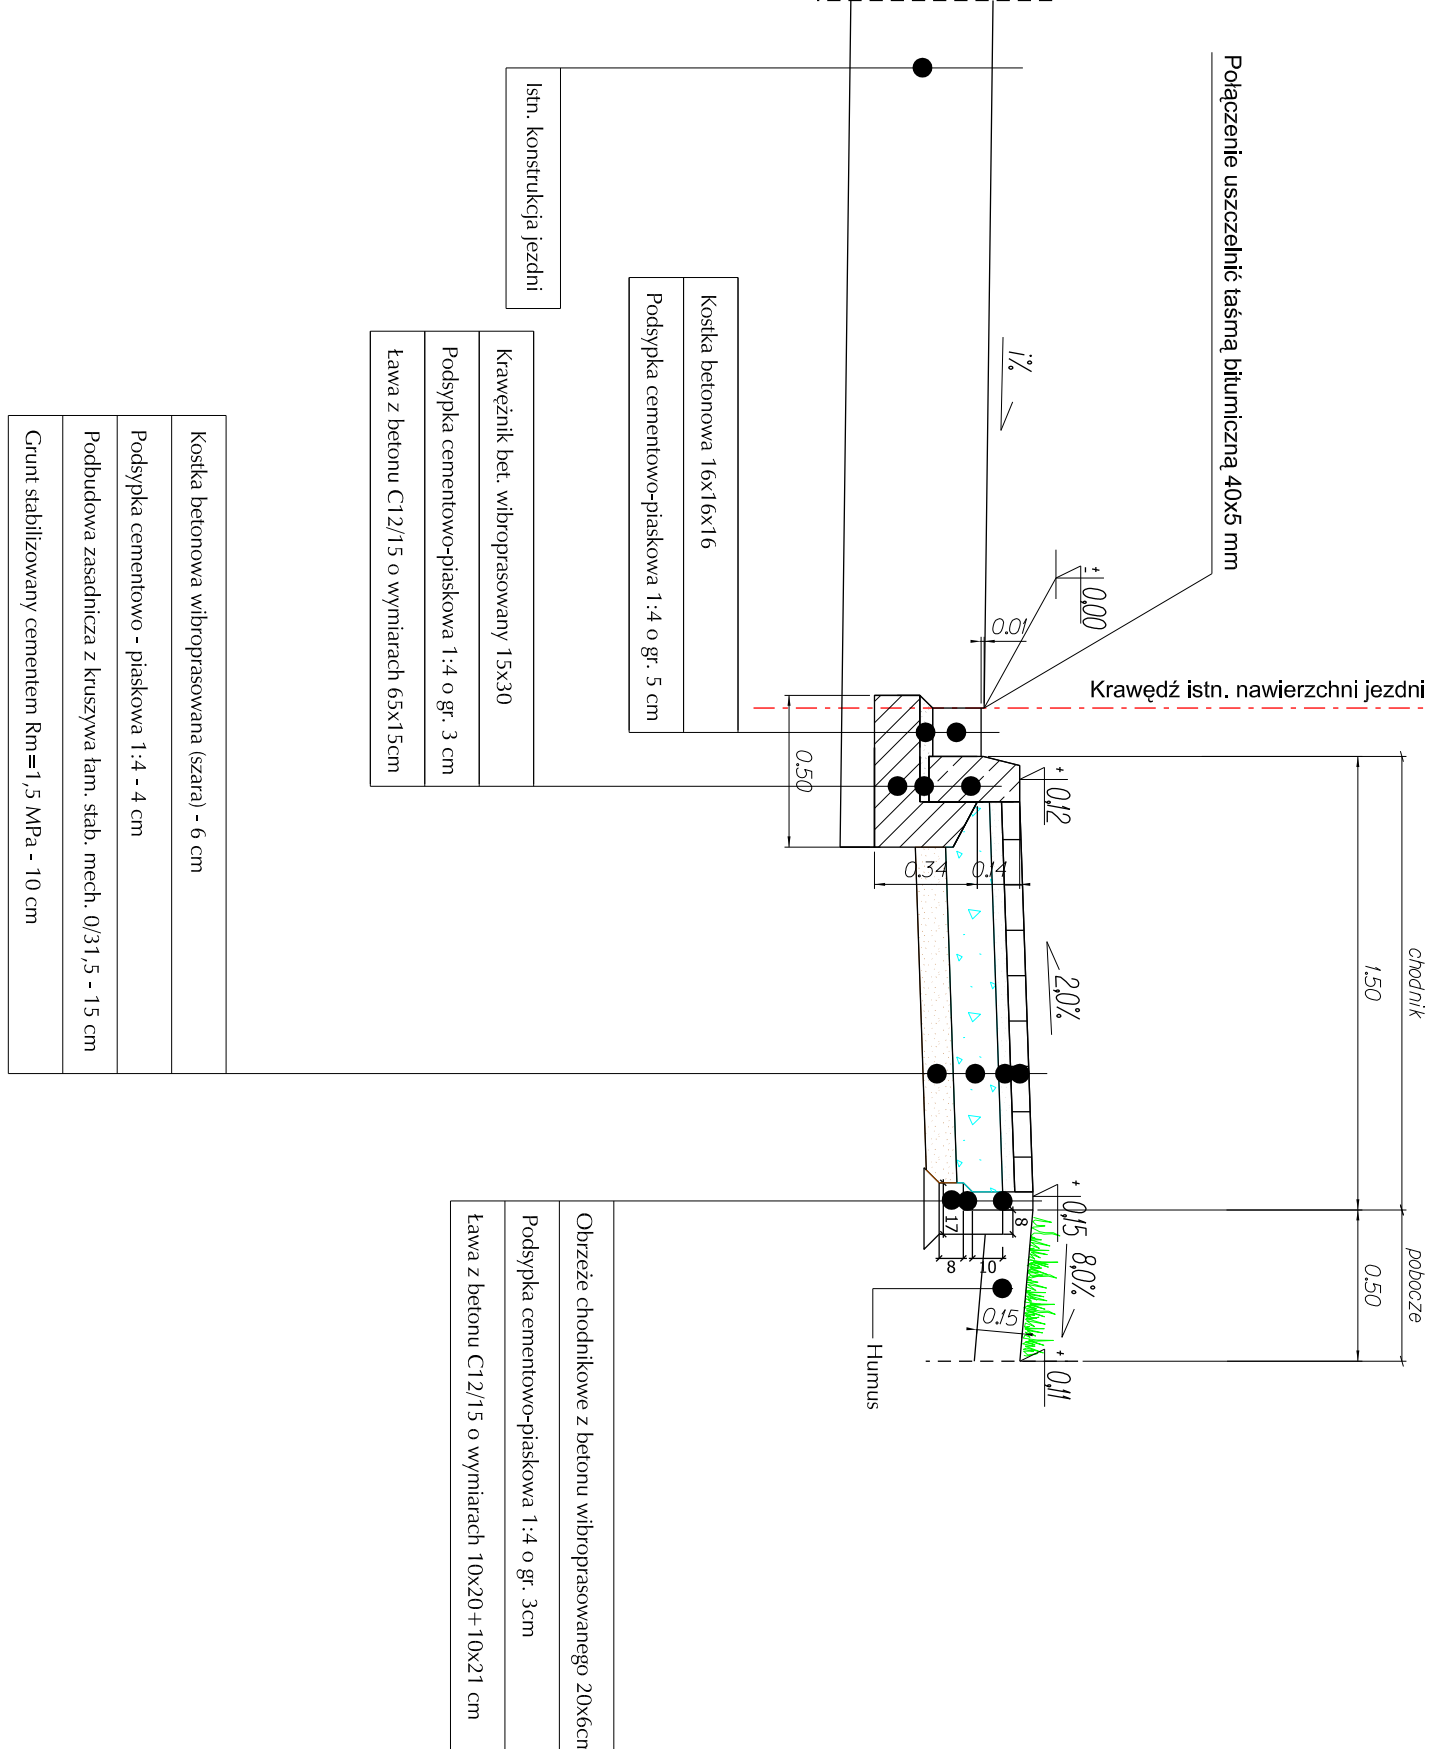 chodnik
pobocze
1.50
0.50
Krawędź istn. nawierzchni jezdni
Połączenie uszczelnić taśmą bitumiczną 40x5 mm
i%
±0,00
0.01
+0,12
2,0%
+0,15
8,0%
+0,11
0.14
0.34
0.50
8
17
10
8
0.15
Humus
Istn. konstrukcja jezdni
Kostka betonowa 16x16x16
Podsypka cementowo-piaskowa 1:4 o gr. 5 cm
Krawężnik bet. wibroprasowany 15x30
Podsypka cementowo-piaskowa 1:4 o gr. 3 cm
Ława z betonu C12/15 o wymiarach 65x15cm
Kostka betonowa wibroprasowana (szara) - 6 cm
Podsypka cementowo - piaskowa 1:4 - 4 cm
Podbudowa zasadnicza z kruszywa łam. stab. mech. 0/31,5 - 15 cm
Grunt stabilizowany cementem Rm=1,5 MPa - 10 cm
Obrzeże chodnikowe z betonu wibroprasowanego 20x6cm
Podsypka cementowo-piaskowa 1:4 o gr. 3cm
Ława z betonu C12/15 o wymiarach 10x20+10x21 cm